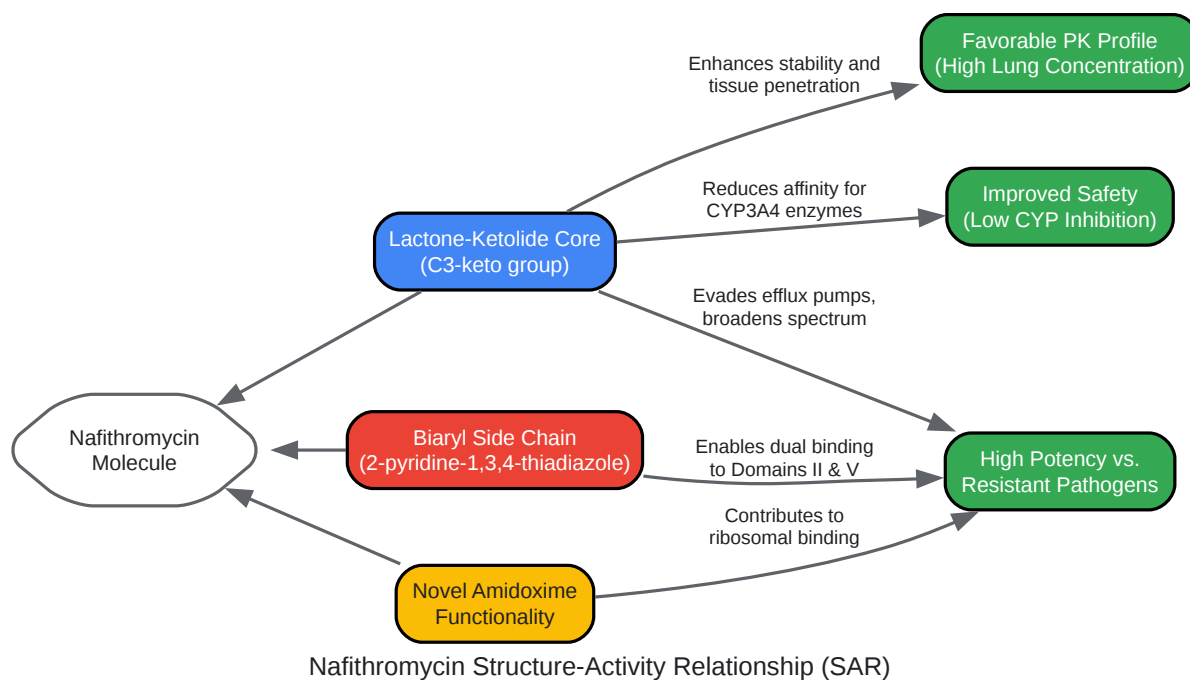 Favorable PK Profile
(High Lung Concentration)
Enhances stability and
tissue penetration
Reduces affinity for
CYP3A4 enzymes
Improved Safety
(Low CYP Inhibition)
Lactone-Ketolide Core
(C3-keto group)
Evades efflux pumps,
broadens spectrum
Nafithromycin
Molecule
Biaryl Side Chain
(2-pyridine-1,3,4-thiadiazole)
Enables dual binding
to Domains II & V
High Potency vs.
Resistant Pathogens
Contributes to
ribosomal binding
Novel Amidoxime
Functionality
Nafithromycin Structure-Activity Relationship (SAR)